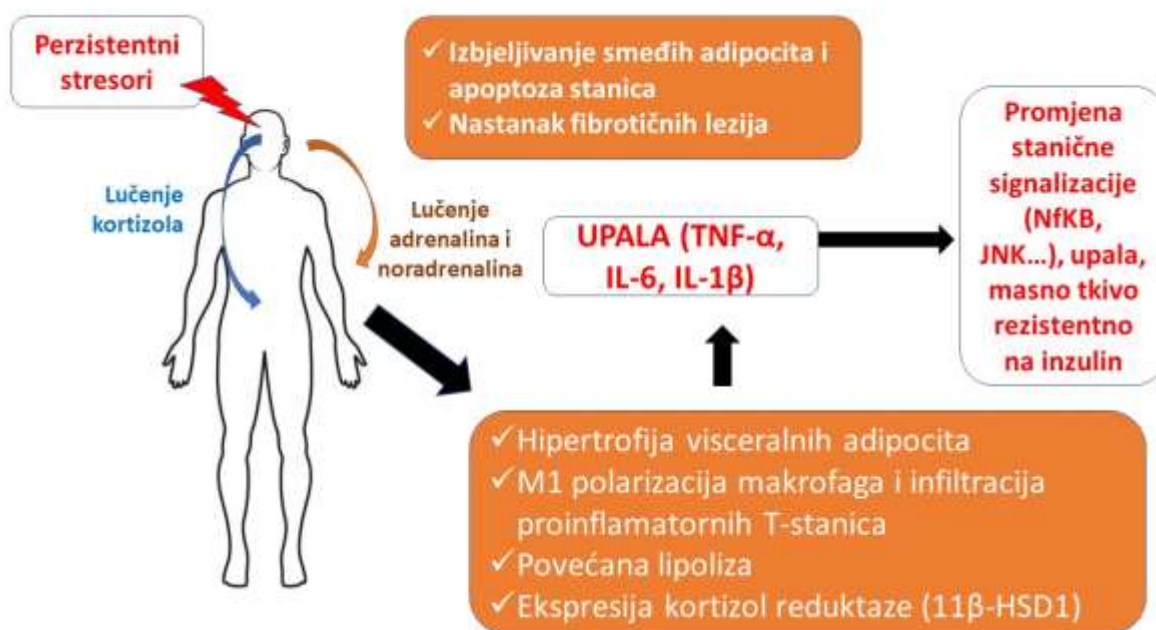 Perzistentni
stresori
Izbjeljivanje smeđih adipocita i
apoptoza stanica
Nastanak fibrotičnih lezija
Lučenje
kortizola
Lučenje
adrenalina i
noradrenalina
UPALA (TNF-α,
IL-6, IL-1β)
Promjena
stanične
signalizacije
(NfKB,
JNK...), upala,
masno tkivo
rezistentno
na inzulin
Hipertrofija visceralnih adipocita
M1 polarizacija makrofaga i infiltracija
proinflamatornih T-stanica
Povećana lipoliza
Ekspresija kortizol reduktaze (11β-HSD1)